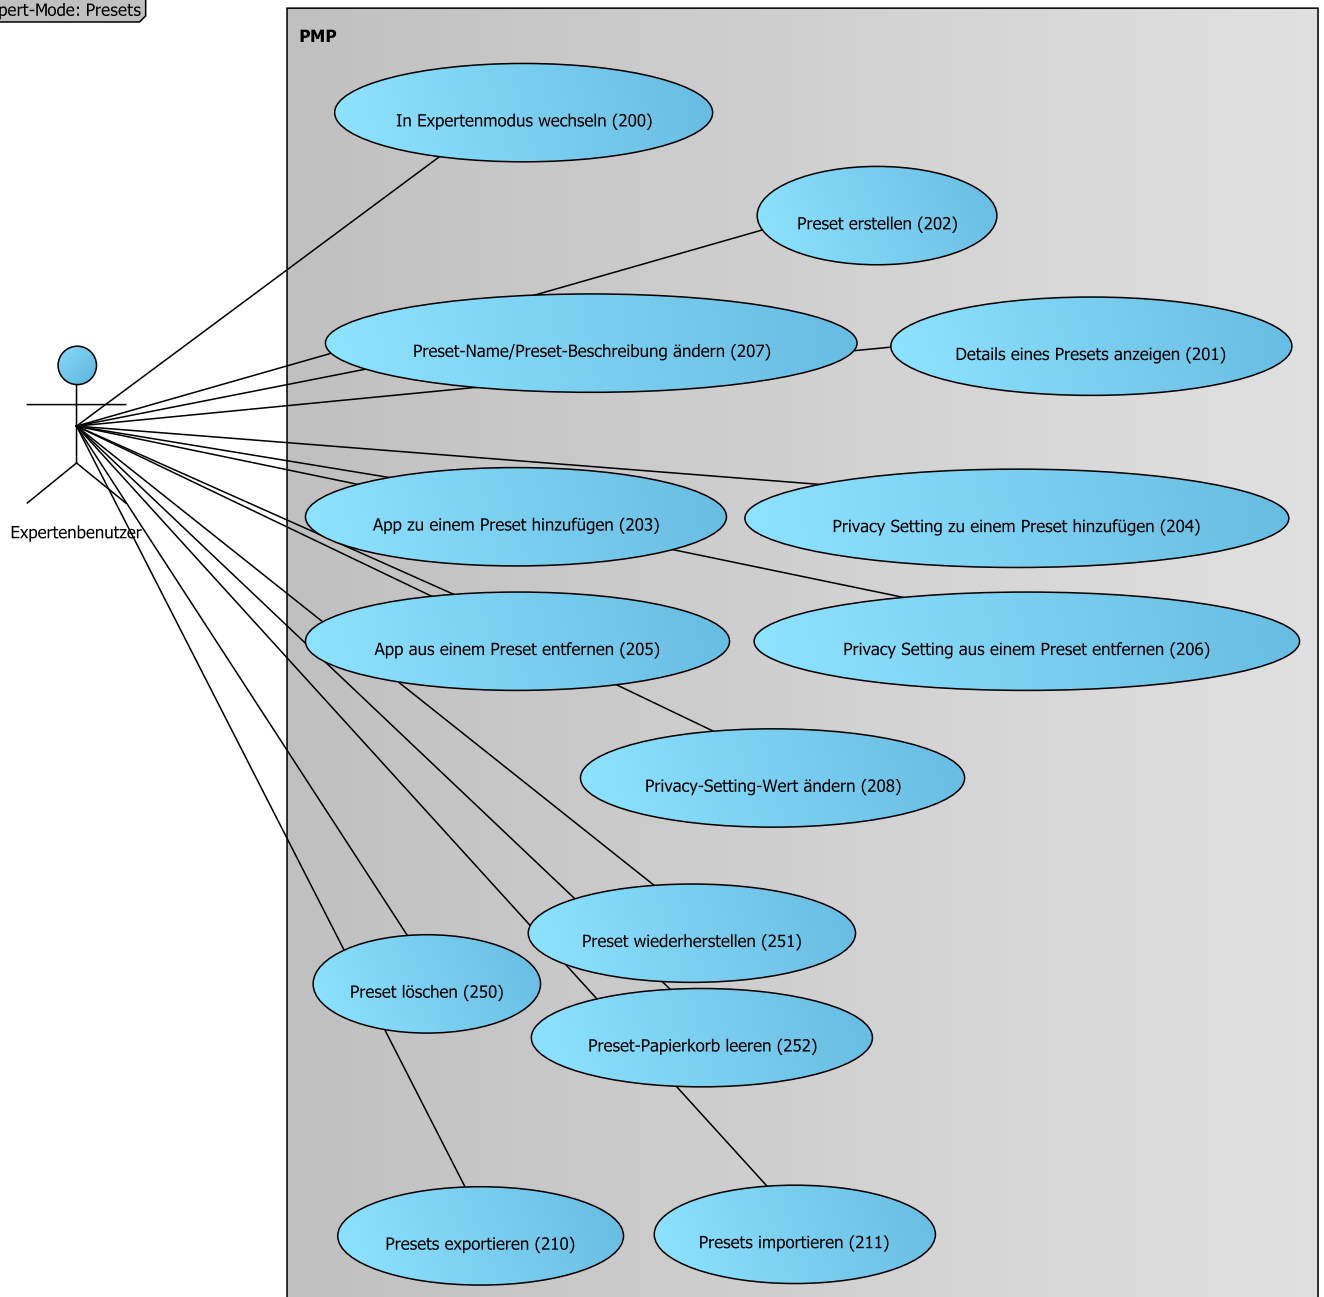 pert-Mode: Presets
PMP
In Expertenmodus wechseln (200)
Preset erstellen (202)
Preset-Name/Preset-Beschreibung ändern (207)
Details eines Presets anzeigen (201)
Expertenbenutzer
App zu einem Preset hinzufügen (203)
Privacy Setting zu einem Preset hinzufügen (204)
App aus einem Preset entfernen (205)
Privacy Setting aus einem Preset entfernen (206)
Privacy-Setting-Wert ändern (208)
Preset wiederherstellen (251)
Preset löschen (250)
Preset-Papierkorb leeren (252)
Presets exportieren (210)
Presets importieren (211)